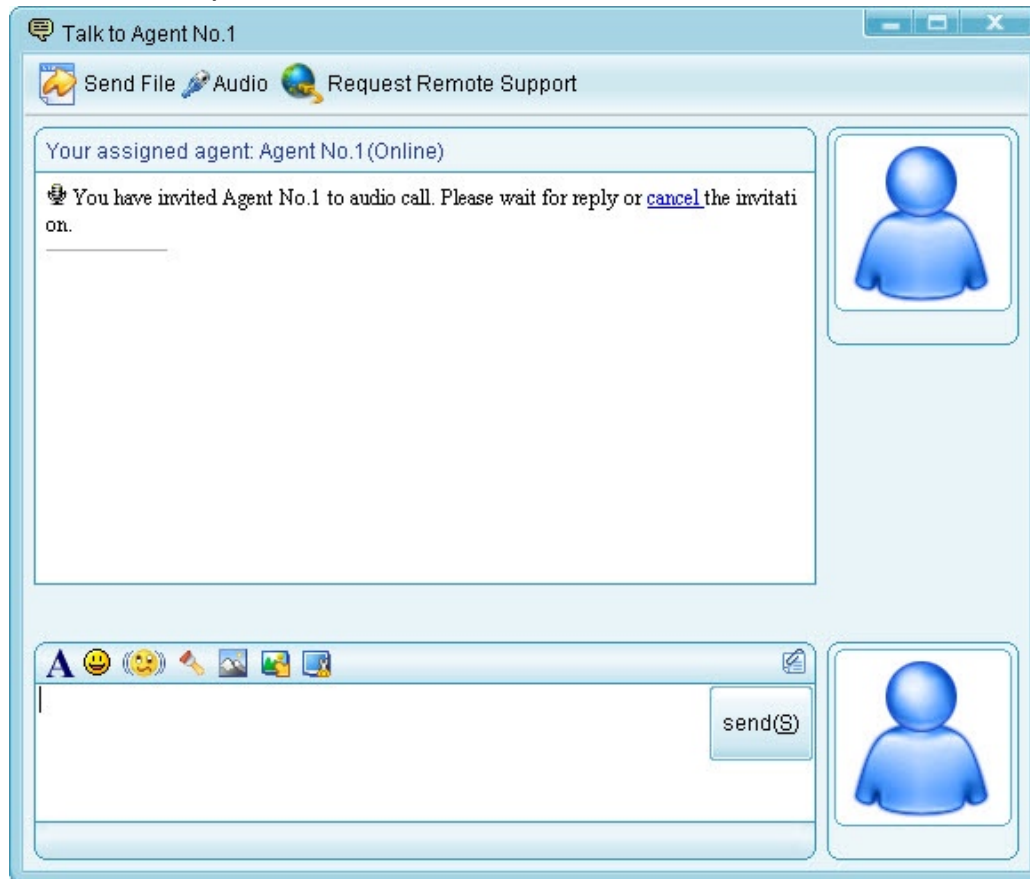 Talk to Agent No.1
Send File Audio Request Remote Support
Your assigned agent: Agent No.1(Online)
You have invited Agent No.1 to audio call. Please wait for reply or cancel the invitati
on.
A
send(S)